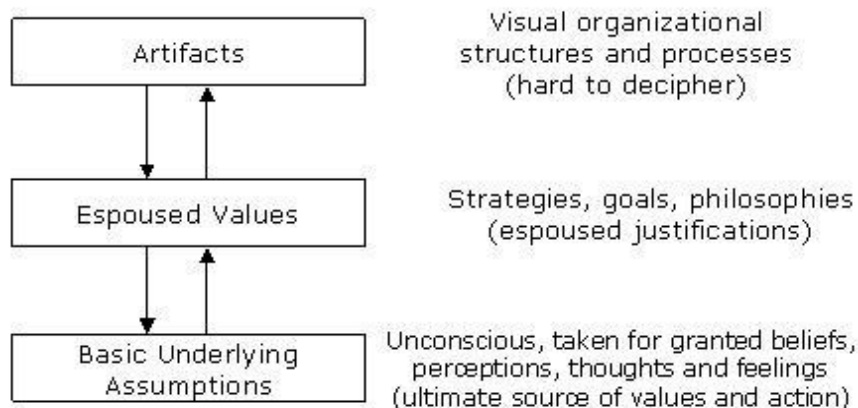 Artifacts
Visual organizational
structures and processes
(hard to decipher)
Espoused Values
Strategies, goals, philosophies
(espoused justifications)
Basic Underlying
Assumptions
Unconscious, taken for granted beliefs,
perceptions, thoughts and feelings
(ultimate source of values and action)